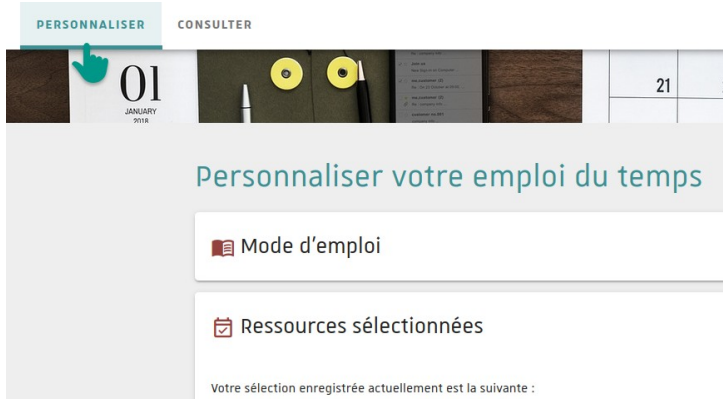 PERSONNALISER CONSULTER
01
JANUARY
2018
21
Personnaliser votre emploi du temps
Mode d'emploi
Ressources sélectionnées
Votre sélection enregistrée actuellement est la suivante :